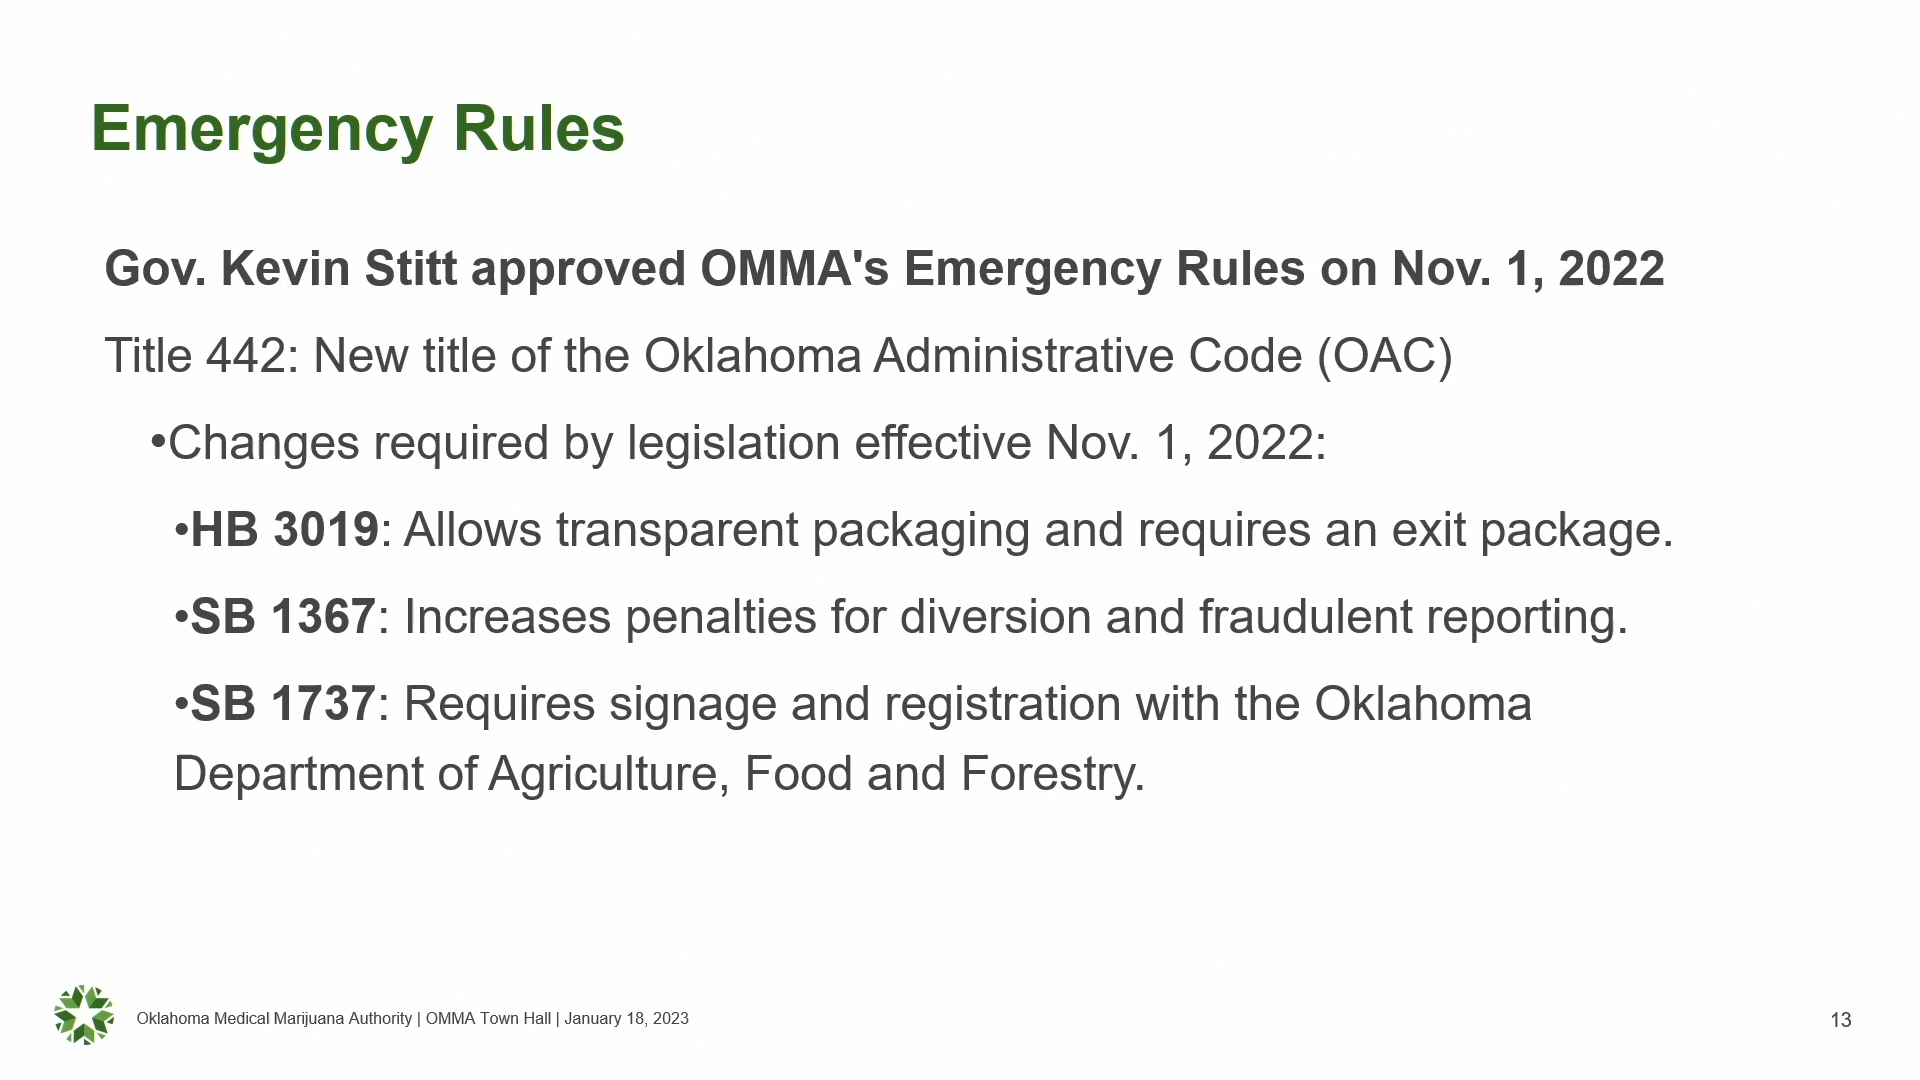 Emergency Rules
Gov. Kevin Stitt approved OMMA's Emergency Rules on Nov. 1, 2022
Title 442: New title of the Oklahoma Administrative Code (OAC)
•Changes required by legislation effective Nov. 1, 2022:
•HB 3019: Allows transparent packaging and requires an exit package.
•SB 1367: Increases penalties for diversion and fraudulent reporting.
•SB 1737: Requires signage and registration with the Oklahoma
Department of Agriculture, Food and Forestry.
Oklahoma Medical Marijuana Authority | OMMA Town Hall | January 18, 2023
13